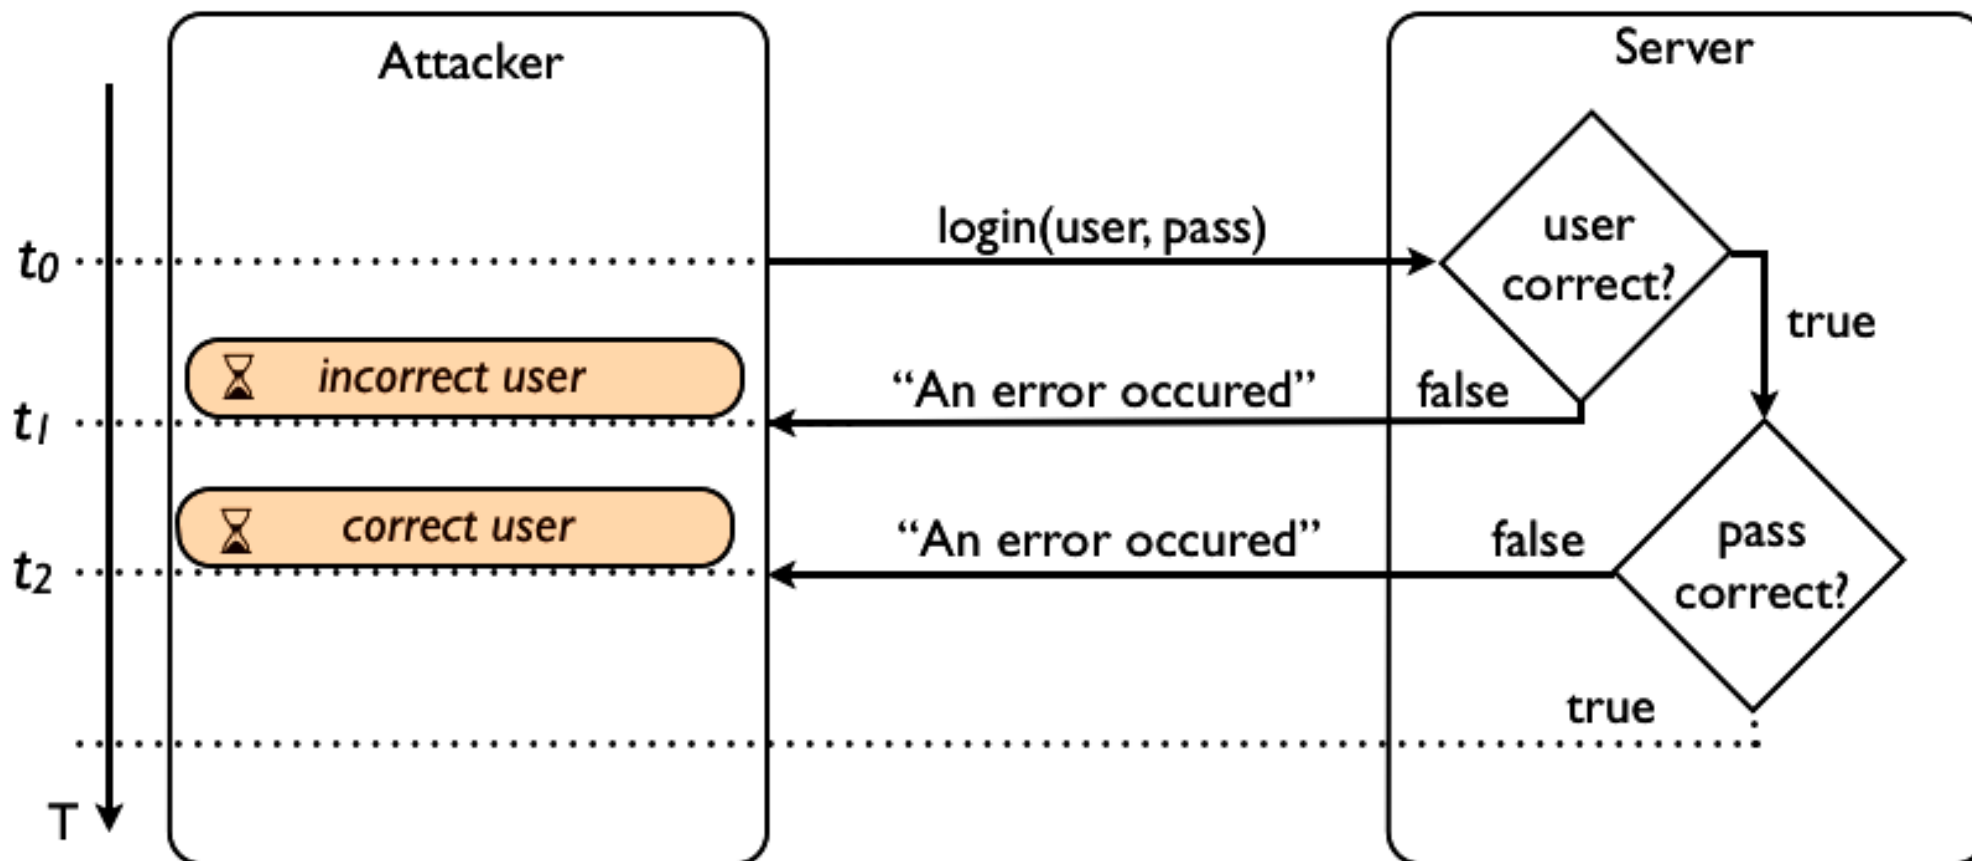 Attacker
Server
login(user, pass)
user
correct?
t0
true
incorrect user
"An error occured"
false
t1
correct user
"An error occured"
false
pass
correct?
t2
true
T